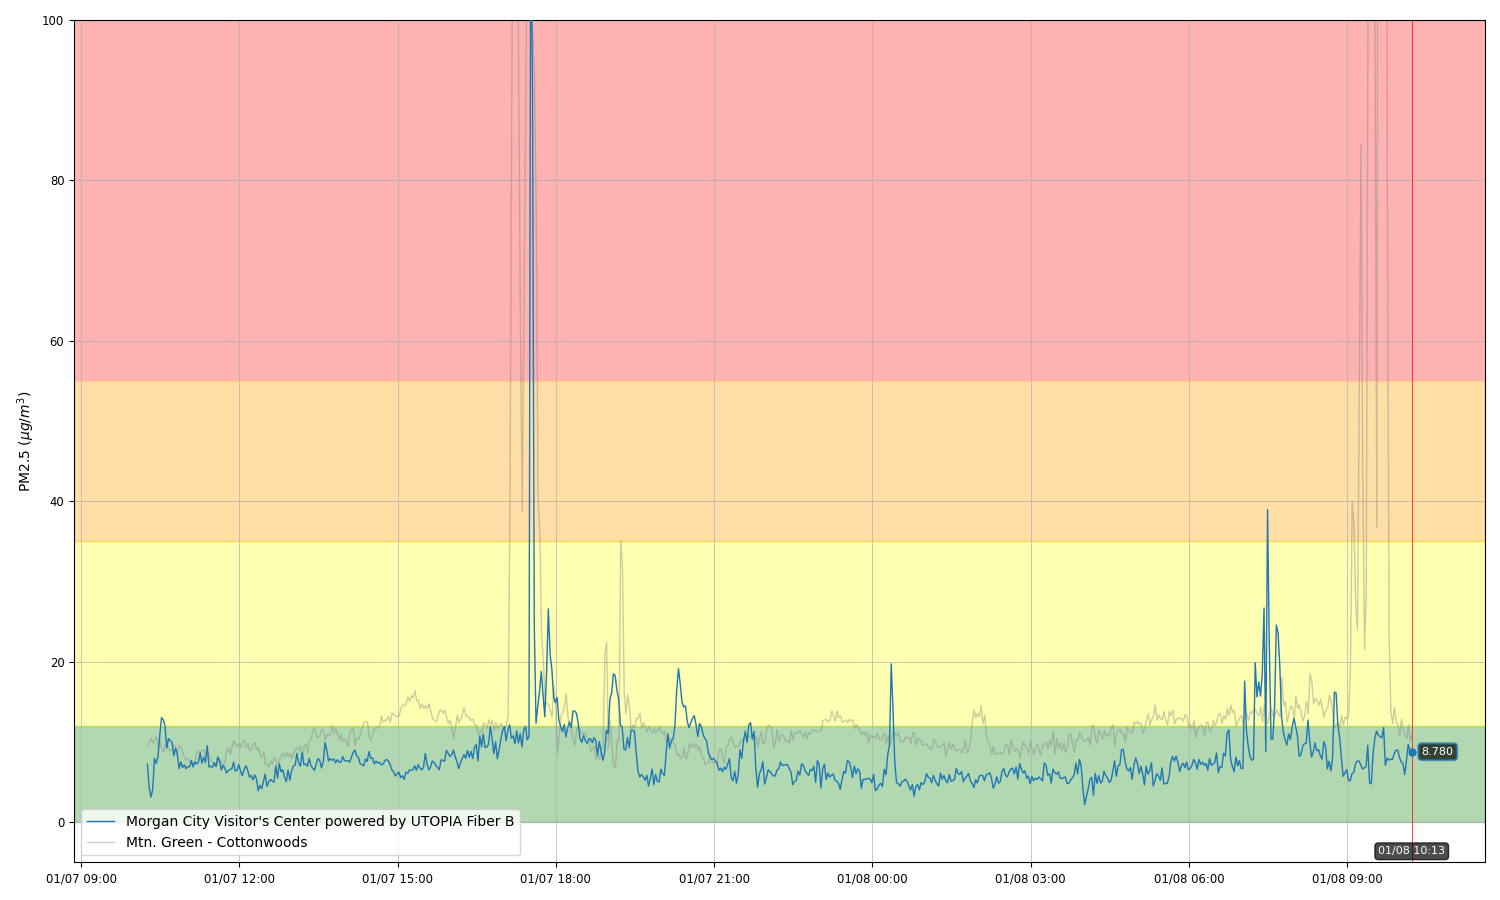 100
80
60
40
20
0
PM2.5 (μg/m³)
8.780
Morgan City Visitor's Center powered by UTOPIA Fiber B
Mtn. Green - Cottonwoods
01/08 10:13
01/07 09:00 01/07 12:00 01/07 15:00 01/07 18:00 01/07 21:00 01/08 00:00 01/08 03:00 01/08 06:00 01/08 09:00